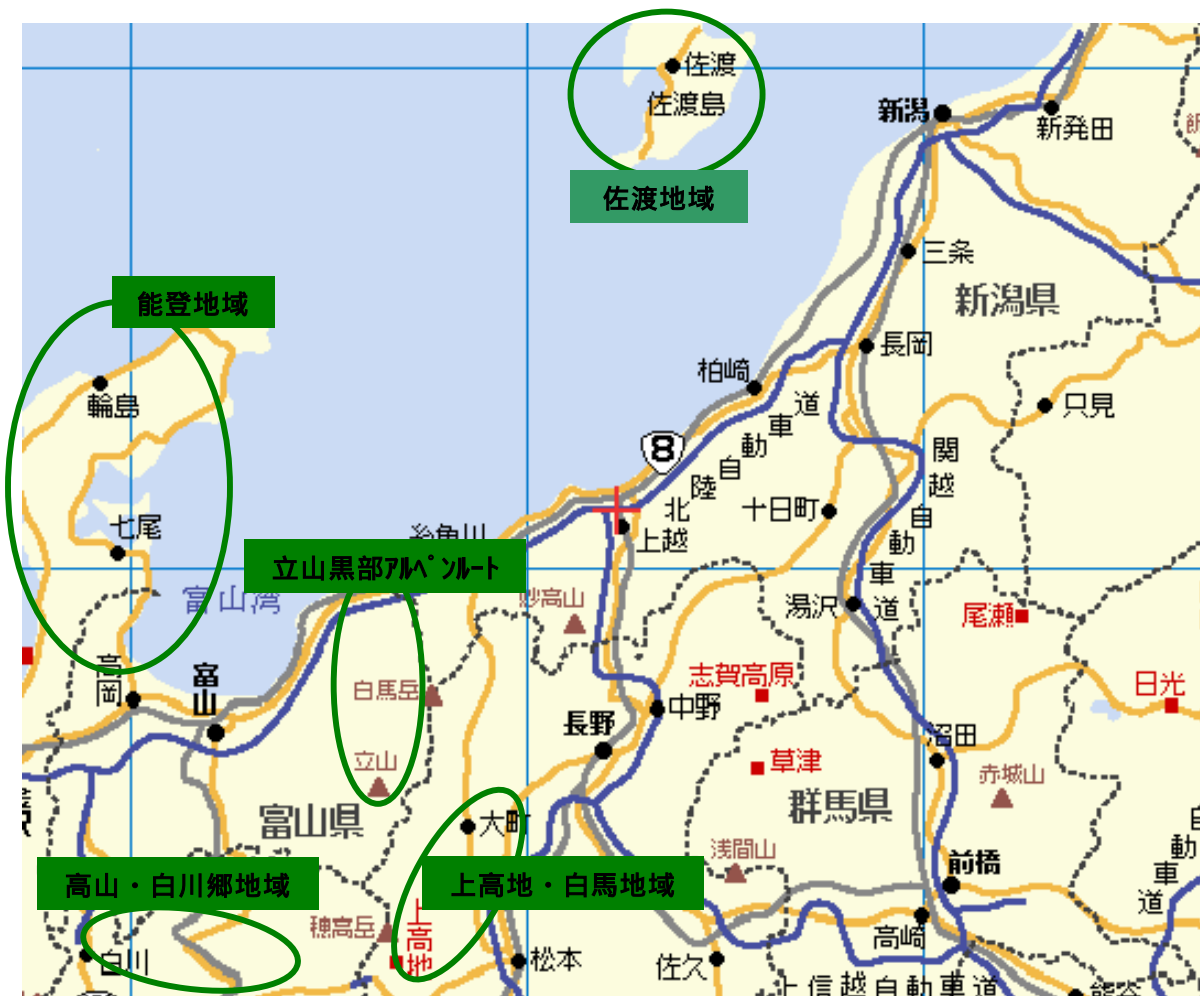 佐渡
佐渡島
新潟
新発田
佐渡地域
三条
能登地域
新潟県
長岡
柏崎
輪島
只見
道
車
動
自
陸
北
8
関
越
自
動
車
道
十日町
七尾
上越
糸魚川
立山黒部ｱﾙﾍﾟﾝﾙｰﾄ
富山湾
妙高山
湯沢
尾瀬
高岡
富山
白馬岳
志賀高原
中野
日光
長野
沼田
立山
草津
赤城山
富山県
大町
群馬県
浅間山
前橋
自
動
車
道
高山・白川郷地域
上高地・白馬地域
穂高岳
上高地
高崎
白川
松本
佐久
上信越自動車道